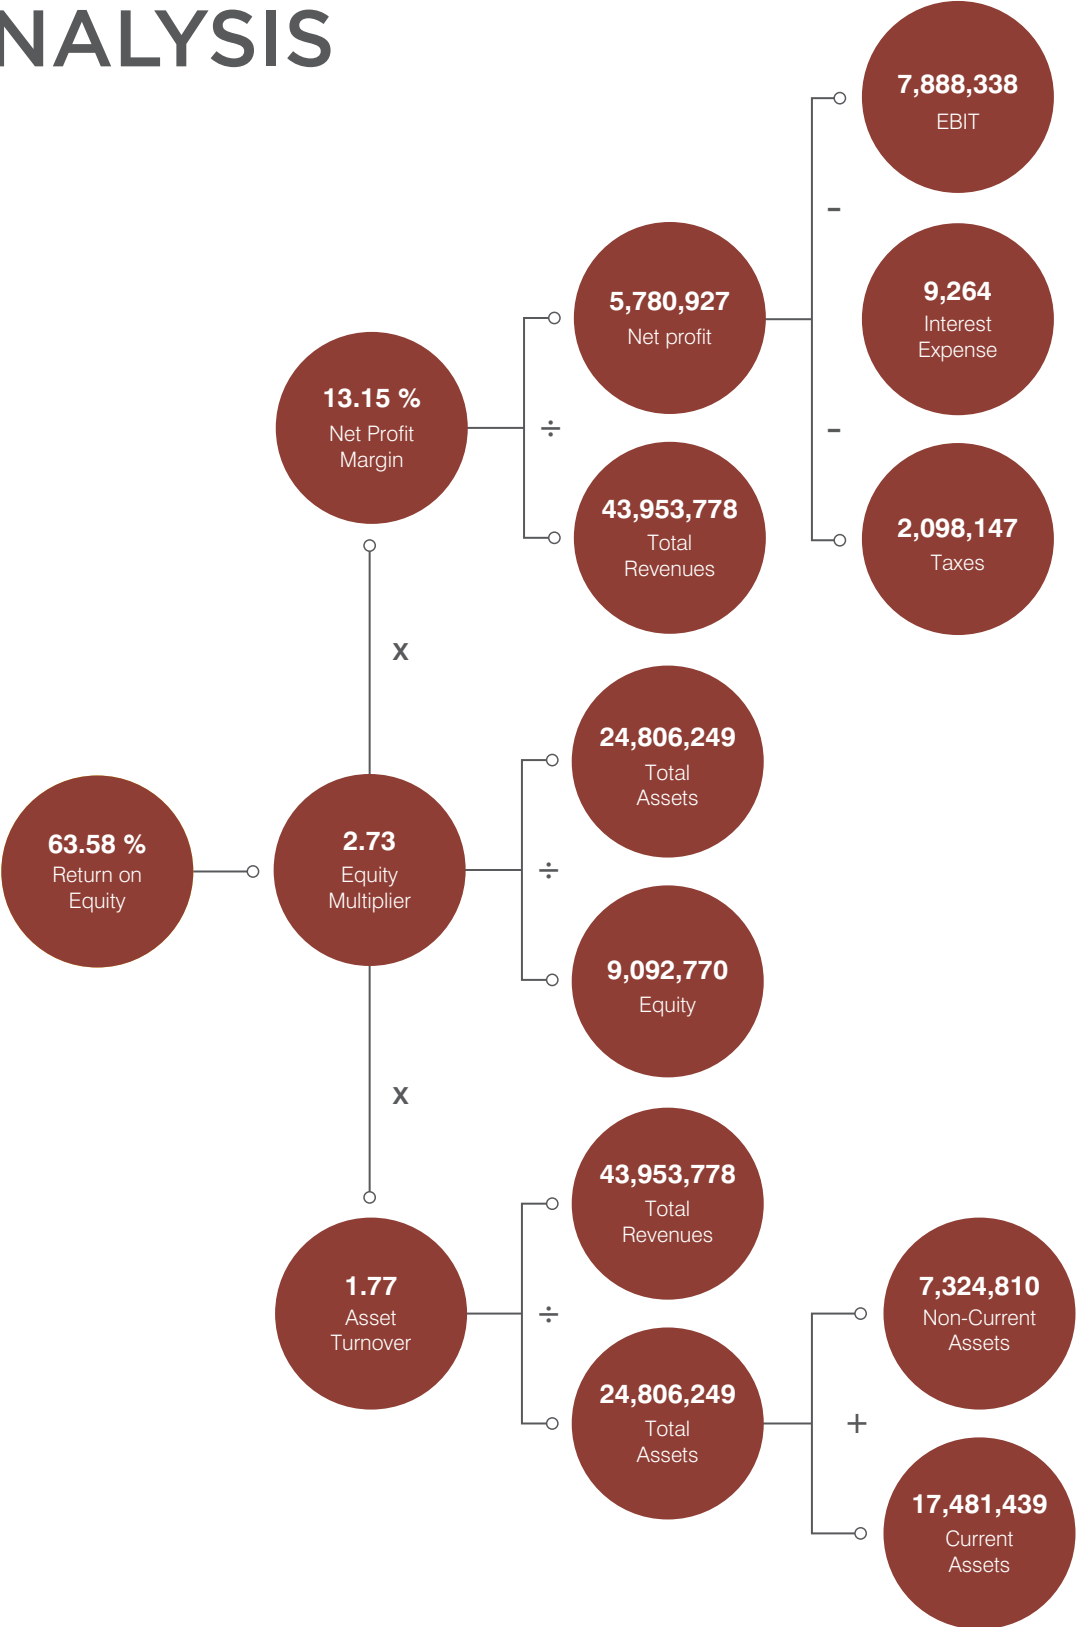 NALYSIS
7,888,338
EBIT
-
9,264
Interest
Expense
-
2,098,147
Taxes
5,780,927
Net profit
÷
43,953,778
Total
Revenues
13.15 %
Net Profit
Margin
x
24,806,249
Total
Assets
÷
9,092,770
Equity
63.58 %
Return on
Equity
2.73
Equity
Multiplier
x
43,953,778
Total
Revenues
÷
24,806,249
Total
Assets
1.77
Asset
Turnover
7,324,810
Non-Current
Assets
+
17,481,439
Current
Assets